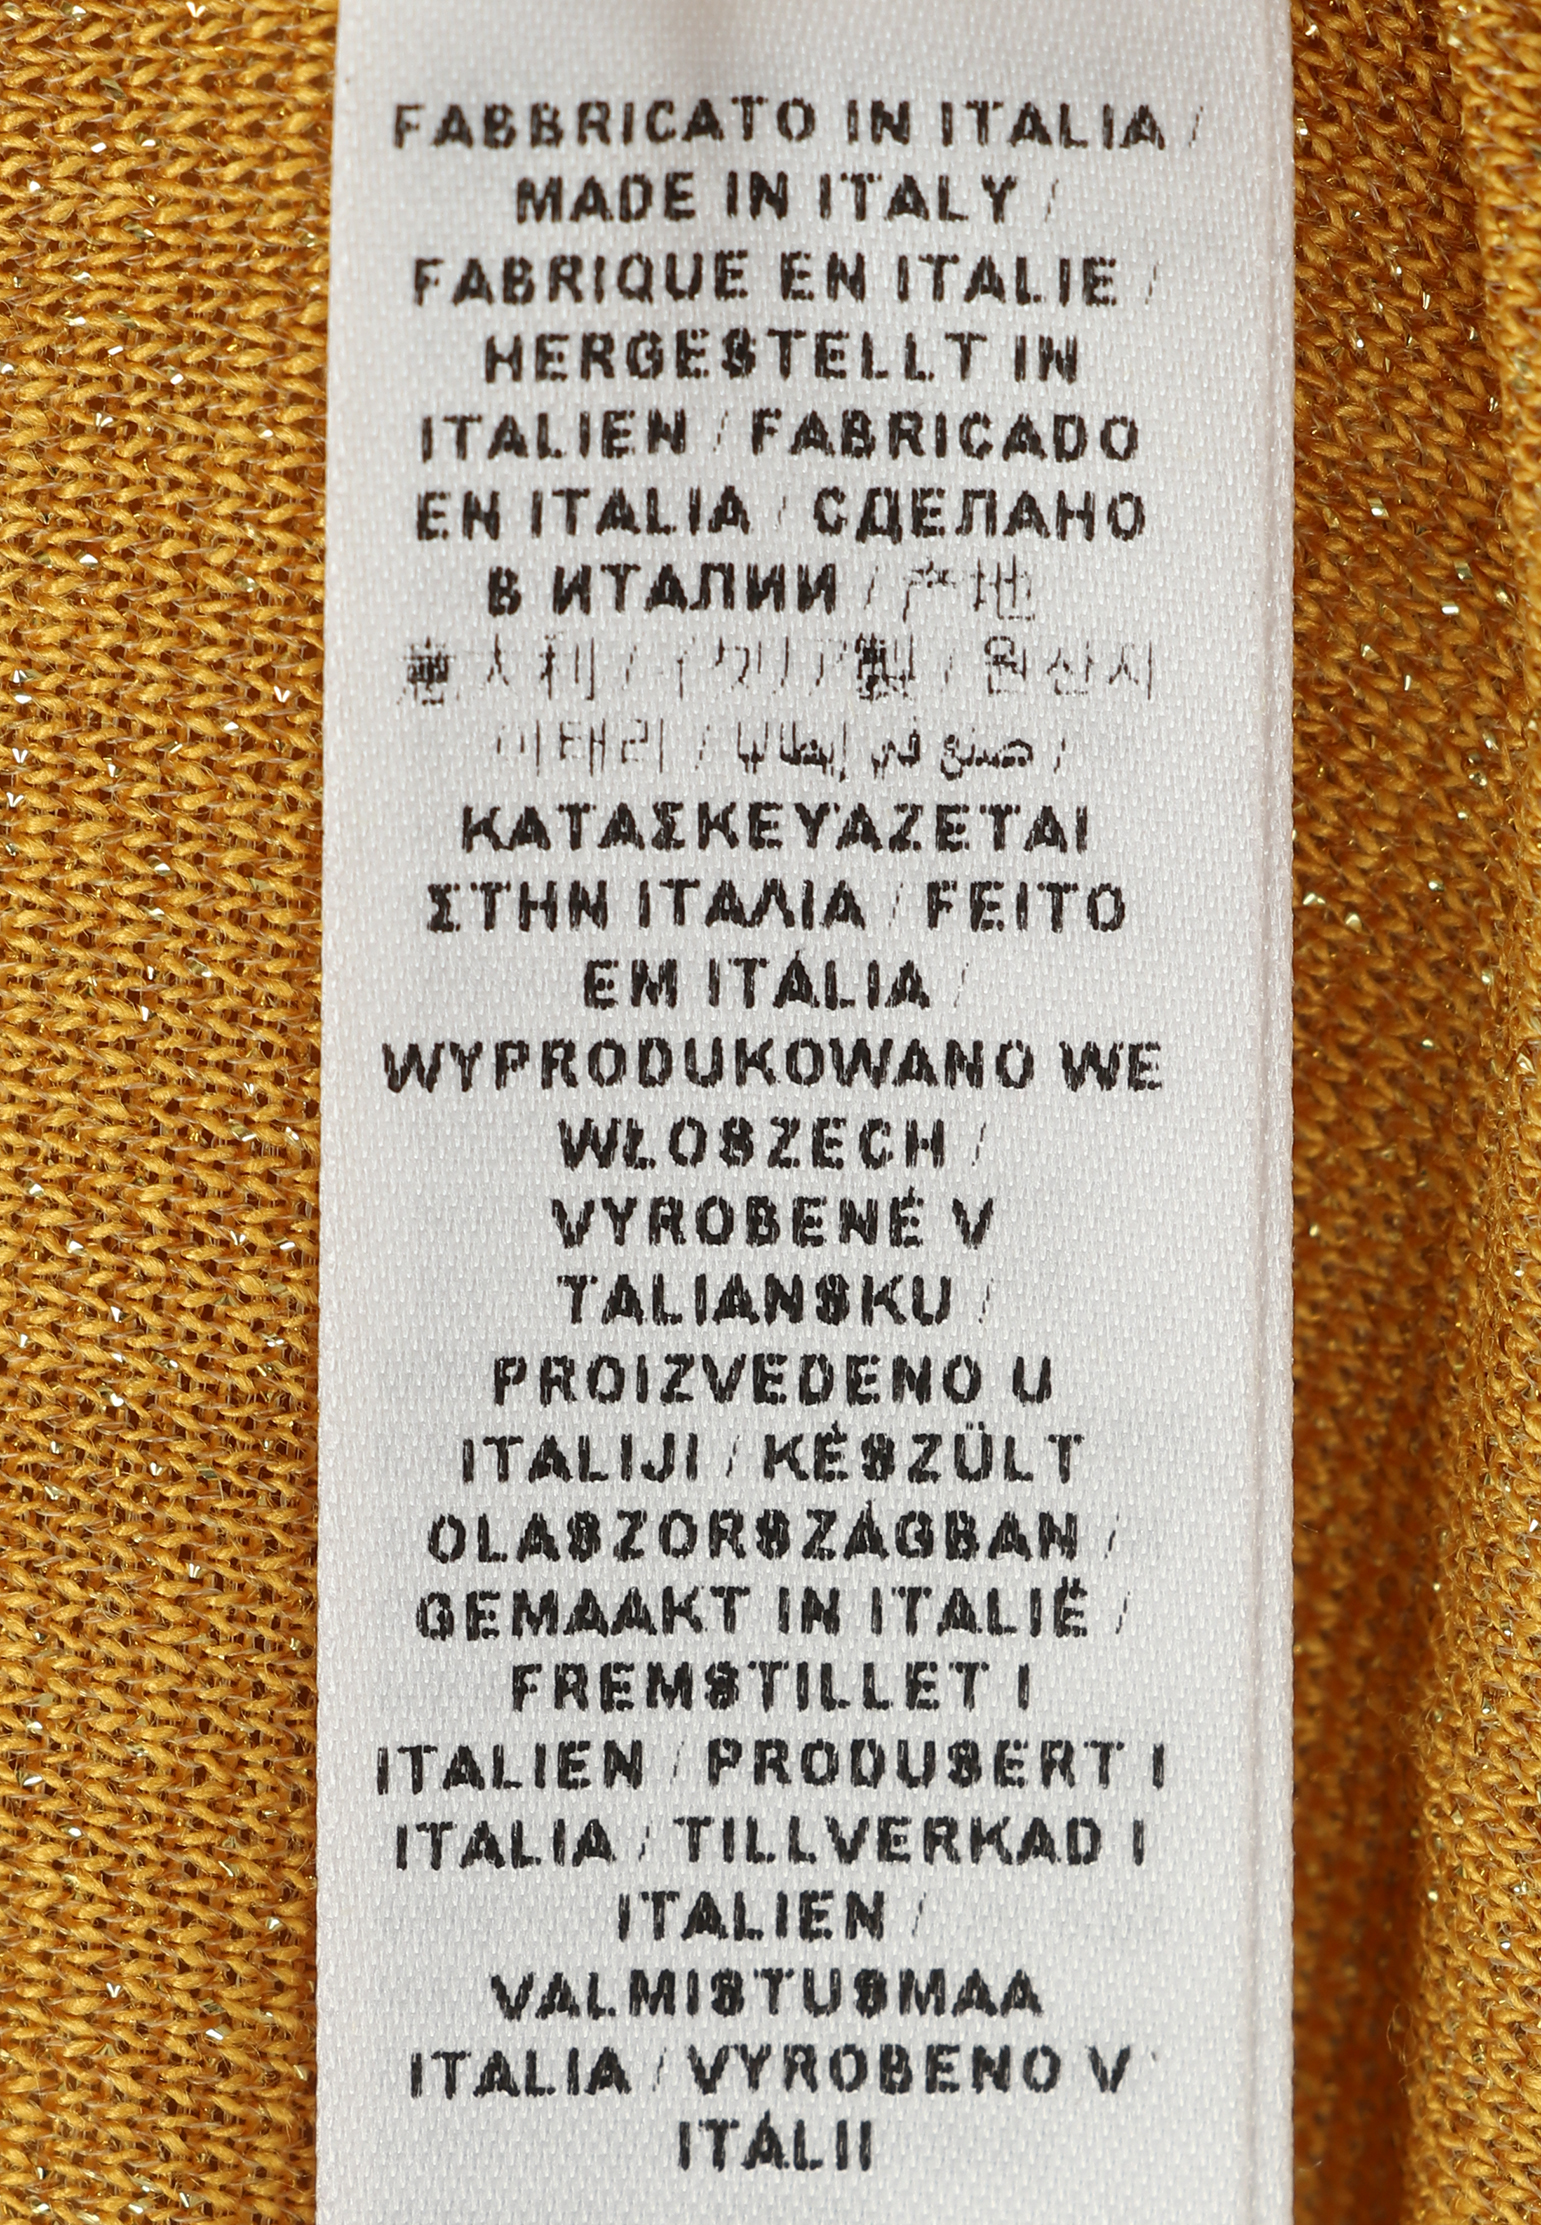 FABBRICATO IN ITALIA /
MADE IN ITALY /
FABRIQUE EN ITALIE /
HERGESTELLT IN
ITALIEN / FABRICADO
EN ITALIA / СДЕЛАНО
В ИТАЛИИ / 产地
意大利 / イタリア製 / 원산지
이태리 / صنع في إيطاليا /
ΚΑΤΑΣΚΕΥΆΖΕΤΑΙ
ΣΤΗΝ ΙΤΑΛΙΑ / FEITO
EM ITÁLIA /
WYPRODUKOWANO WE
WŁOSZECH /
VYROBENÉ V
TALIANSKU /
PROIZVEDENO U
ITALIJI / KÉSZÜLT
OLASZORSZÁGBAN /
GEMAAKT IN ITALIË /
FREMSTILLET I
ITALIEN / PRODUSERT I
ITALIA / TILLVERKAD I
ITALIEN /
VALMISTUSMAA
ITALIA / VYROBENO V
ITÁLII